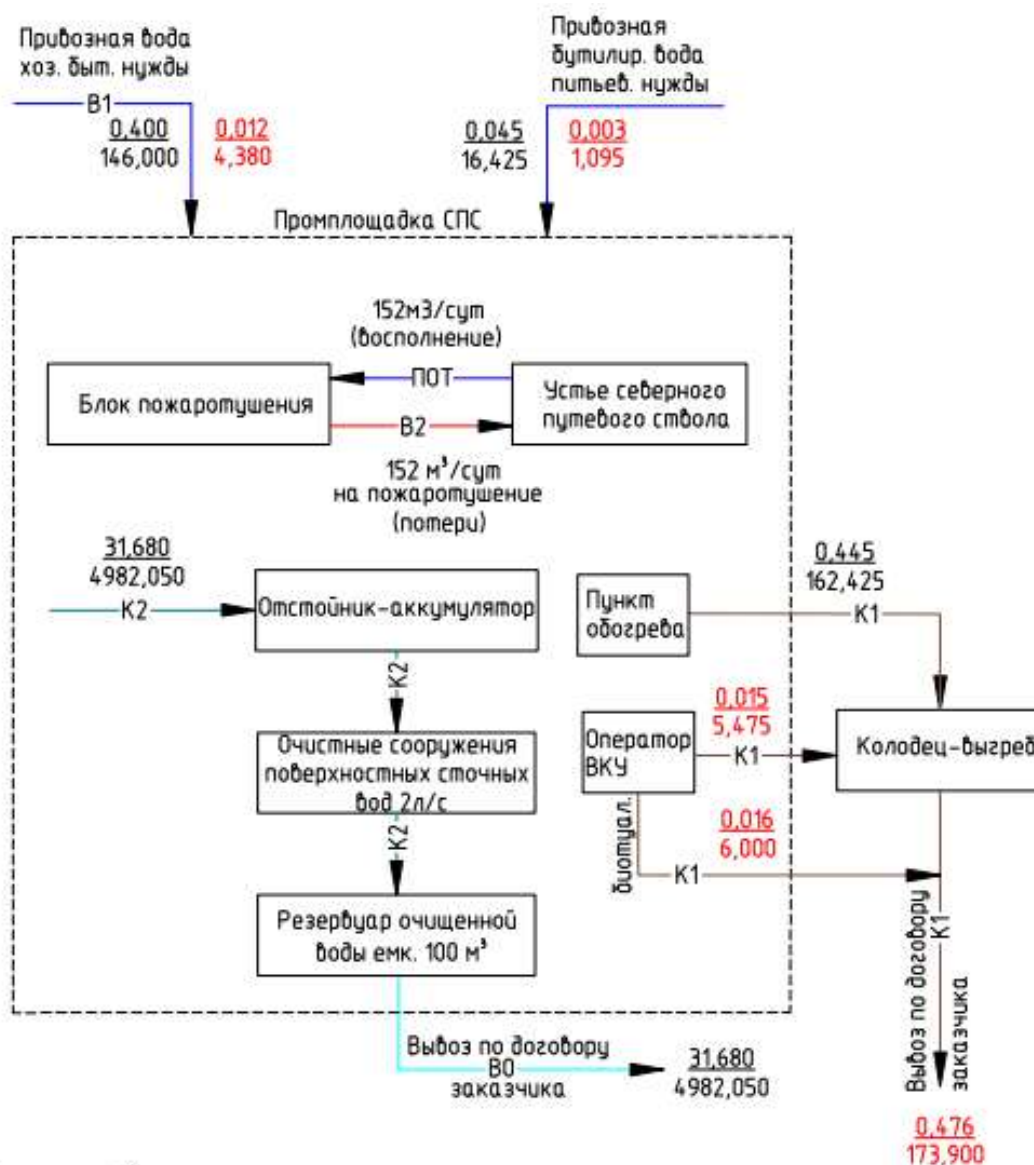 Привозная вода
хоз. быт. нужды
В1
0,400
146,000
0,012
4,380
Привозная
бутилир. вода
питьев. нужды
0,045
16,425
0,003
1,095
Промплощадка СПС
152м3/сут
(восполнение)
Блок пожаротушения
ПОТ
В2
Устье северного
путевого ствола
152 м³/сут
на пожаротушение
(потери)
31,680
4982,050
К2
Отстойник-аккумулятор
К2
Очистные сооружения
поверхностных сточных
вод 2л/с
К2
Резервуар очищенной
воды емк. 100 м³
Вывоз по договору
В0
заказчика
31,680
4982,050
Пункт
обогрева
0,445
162,425
К1
Оператор
ВКУ
0,015
5,475
К1
Колодец-выгреб
биотуал.
0,016
6,000
К1
Вывоз по договору
К1
заказчика
0,476
173,900